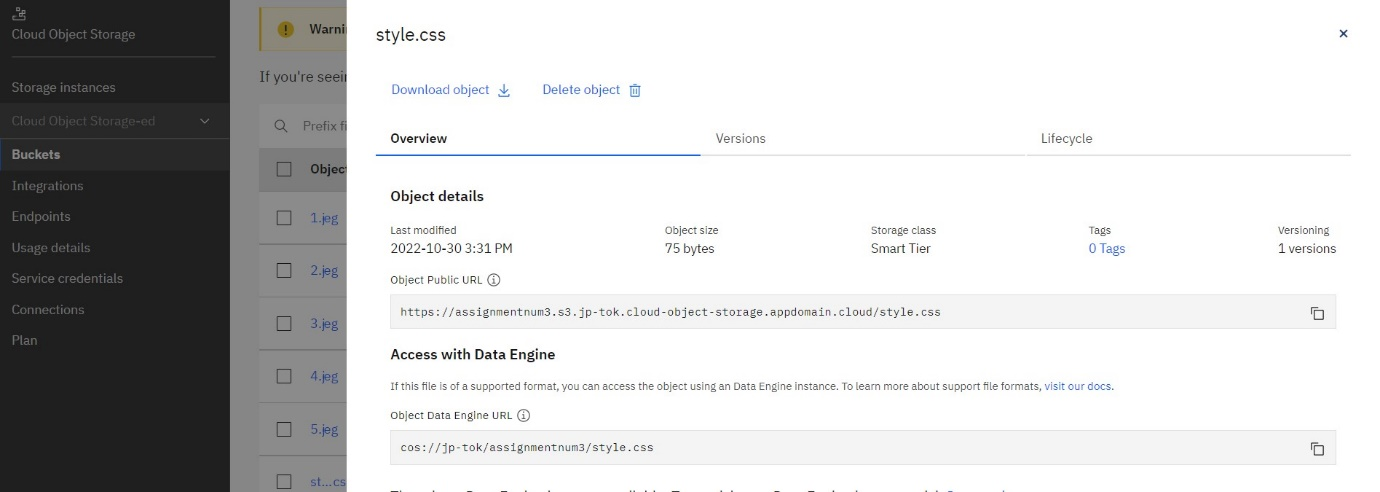 Cloud Object Storage
Storage instances
Cloud Object Storage-ed
Buckets
Integrations
Endpoints
Usage details
Service credentials
Connections
Plan
If you're
Prefix
1.jeg
2.jeg
3.jeg
4.jeg
5.jeg
st...cs
style.css
Download object
Delete object
Overview Versions Lifecycle
Object details
Last modified Object size Storage class Tags Versioning
2022-10-30 3:31 PM 75 bytes Smart Tier 0 Tags 1 versions
Object Public URL
https://assignmentnum3.s3.jp-tok.cloud-object-storage.appdomain.cloud/style.css
Access with Data Engine
If this file is of a supported format, you can access the object using an Data Engine instance. To learn more about support file formats, visit our docs.
Object Data Engine URL
cos://jp-tok/assignmentnum3/style.css